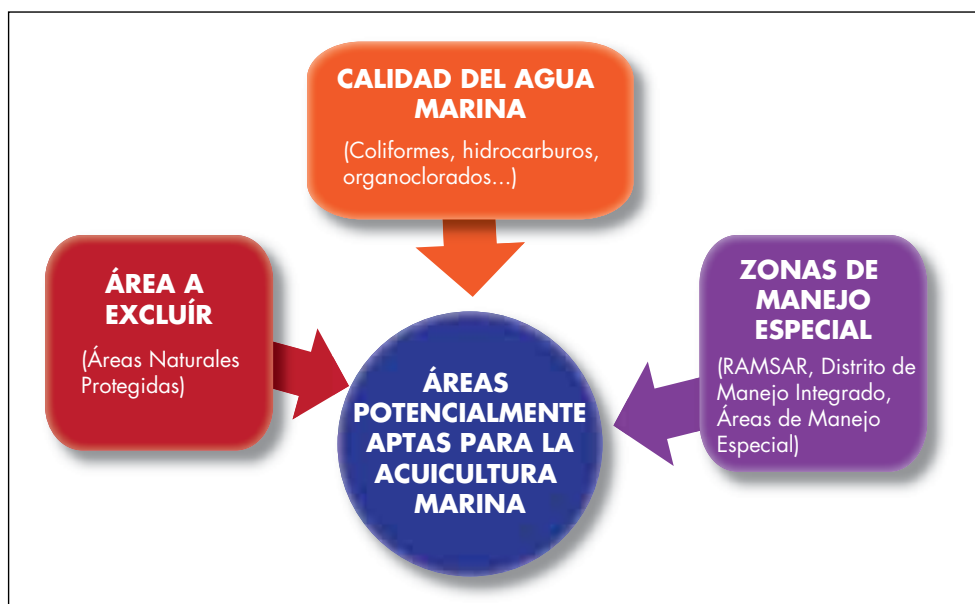 CALIDAD DEL AGUA
MARINA
(Coliformes, hidrocarburos,
organoclorados...)
ÁREA A
EXCLUÍR
(Áreas Naturales
Protegidas)
ZONAS DE
MANEJO
ESPECIAL
(RAMSAR, Distrito de
Manejo Integrado,
Áreas de Manejo
Especial)
ÁREAS
POTENCIALMENTE
APTAS PARA LA
ACUICULTURA
MARINA